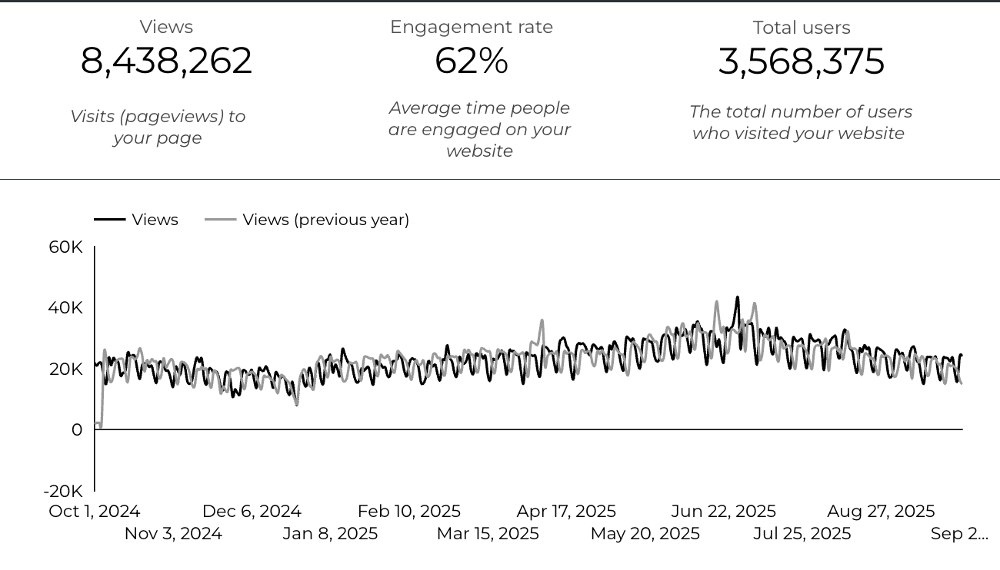 Views
8,438,262
Visits (pageviews) to
your page
Engagement rate
62%
Average time people
are engaged on your
website
Total users
3,568,375
The total number of users
who visited your website
Views
Views (previous year)
60K
40K
20K
0
-20K
Oct 1, 2024
Nov 3, 2024
Dec 6, 2024
Jan 8, 2025
Feb 10, 2025
Mar 15, 2025
Apr 17, 2025
May 20, 2025
Jun 22, 2025
Jul 25, 2025
Aug 27, 2025
Sep 2...